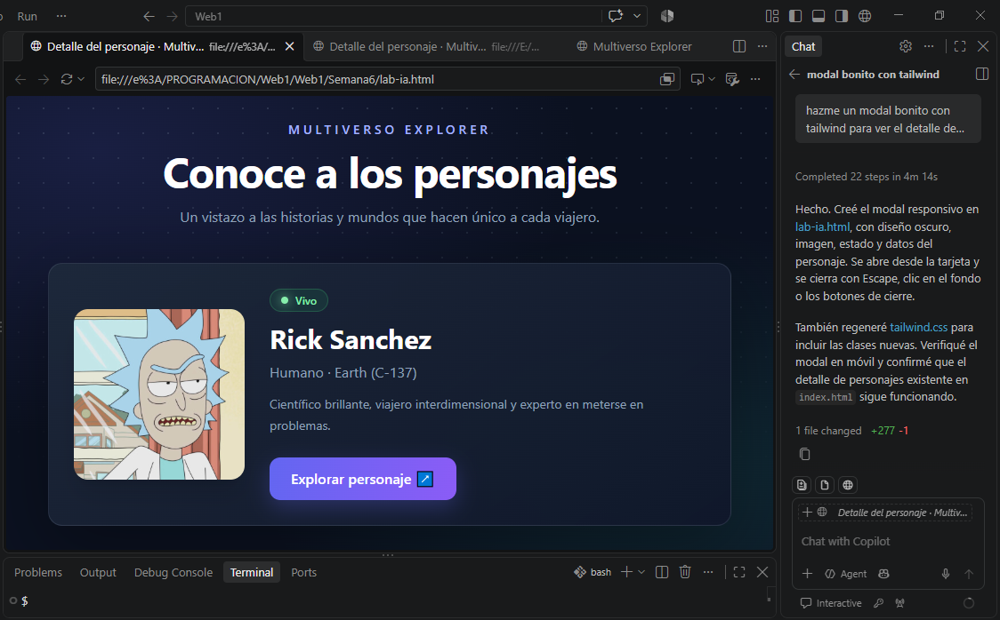 Run
Web1
Detalle del personaje · Multiv... file:///e%3A/...
Detalle del personaje · Multiv... file:///E:/...
Multiverso Explorer
file:///e%3A/PROGRAMACION/Web1/Web1/Semana6/lab-ia.html
MULTIVERSO EXPLORER
Conoce a los personajes
Un vistazo a las historias y mundos que hacen único a cada viajero.
Vivo
Rick Sanchez
Humano · Earth (C-137)
Científico brillante, viajero interdimensional y experto en meterse en
problemas.
Explorar personaje
Problems
Output
Debug Console
Terminal
Ports
bash
$
Chat
modal bonito con tailwind
hazme un modal bonito con
tailwind para ver el detalle de...
Completed 22 steps in 4m 14s
Hecho. Creé el modal responsivo en
lab-ia.html, con diseño oscuro,
imagen, estado y datos del
personaje. Se abre desde la tarjeta y
se cierra con Escape, clic en el fondo
o los botones de cierre.
También regeneré tailwind.css para
incluir las clases nuevas. Verifiqué el
modal en móvil y confirmé que el
detalle de personajes existente en
index.html sigue funcionando.
1 file changed +277 -1
Detalle del personaje · Multiv...
Chat with Copilot
Agent
Interactive